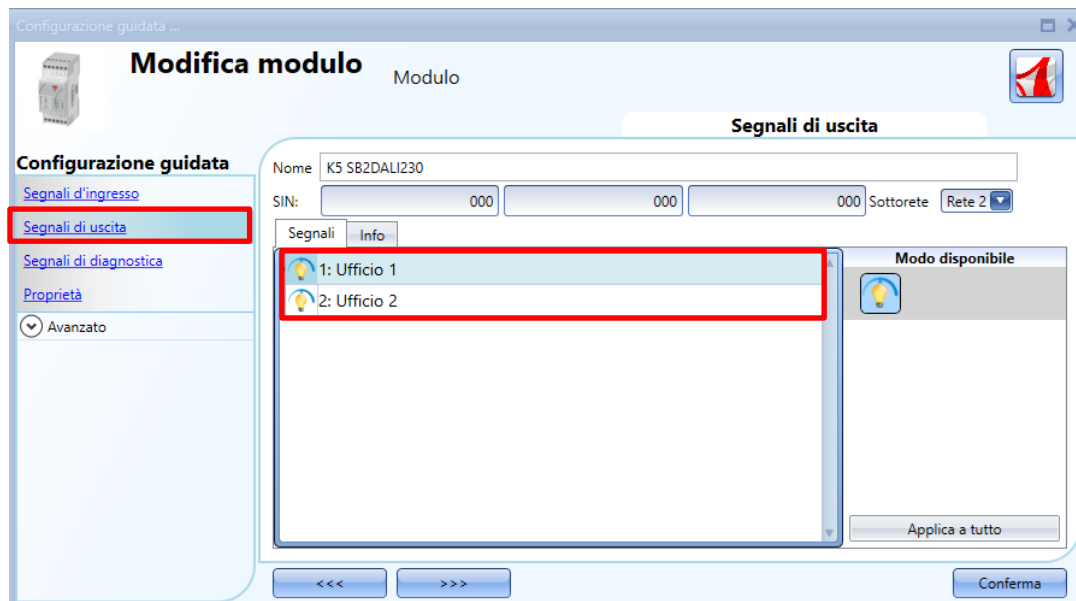 Configurazione guidata ...
Modifica modulo
Modulo
Segnali di uscita
Configurazione guidata
Segnali d'ingresso
Segnali di uscita
Segnali di diagnostica
Proprietà
Avanzato
Nome K5 SB2DALI230
SIN: 000 000 000 Sottorete Rete 2
Segnali Info
1: Ufficio 1
2: Ufficio 2
Modo disponibile
Applica a tutto
<<< >>> Conferma